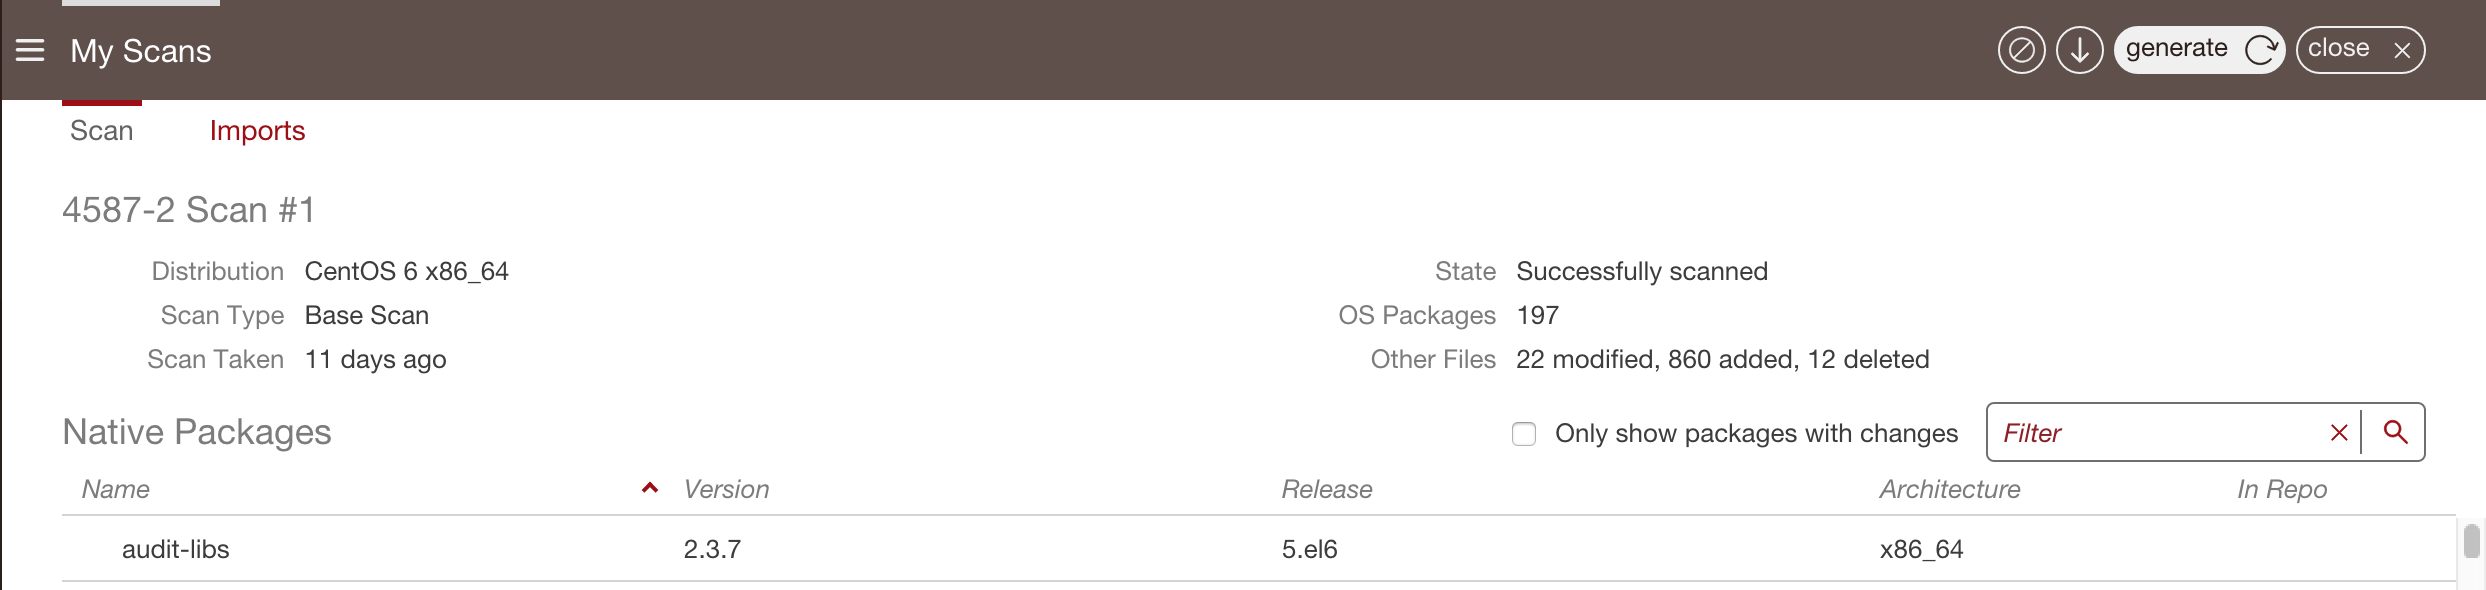 My Scans
generate
close
Scan
Imports
4587-2 Scan #1
Distribution CentOS 6 x86_64
Scan Type Base Scan
Scan Taken 11 days ago
State Successfully scanned
OS Packages 197
Other Files 22 modified, 860 added, 12 deleted
Native Packages
Only show packages with changes
Filter
Name Version Release Architecture In Repo
audit-libs 2.3.7 5.el6 x86_64